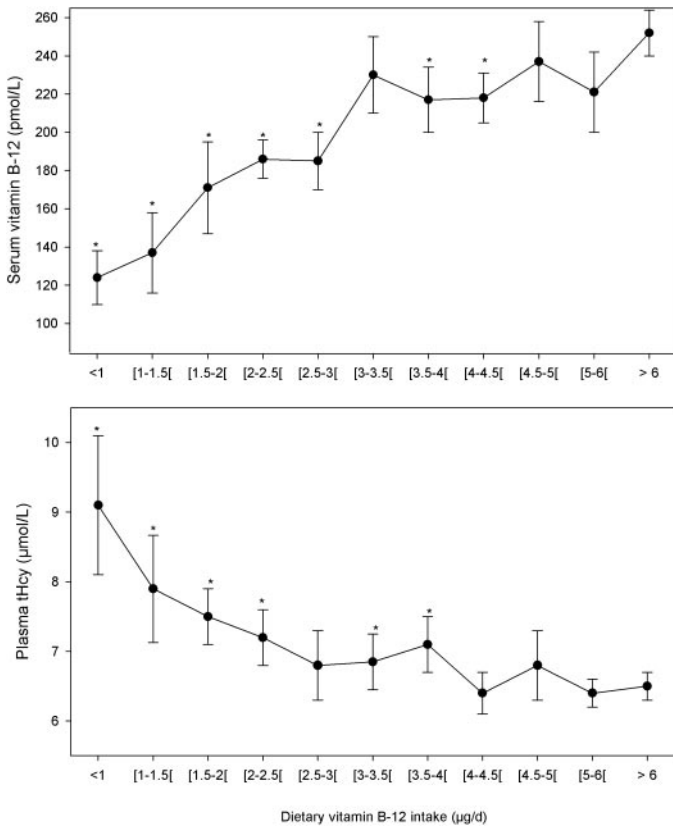 260
240
220
200
180
160
140
120
100
Serum vitamin B-12 (pmol/L)
* * * * * * *
<1 [1-1.5[ [1.5-2[ [2-2.5[ [2.5-3[ [3-3.5[ [3.5-4[ [4-4.5[ [4.5-5[ [5-6[ > 6
10
9
8
7
6
Plasma tHcy (µmol/L)
* * * * * *
<1 [1-1.5[ [1.5-2[ [2-2.5[ [2.5-3[ [3-3.5[ [3.5-4[ [4-4.5[ [4.5-5[ [5-6[ > 6
Dietary vitamin B-12 intake (µg/d)